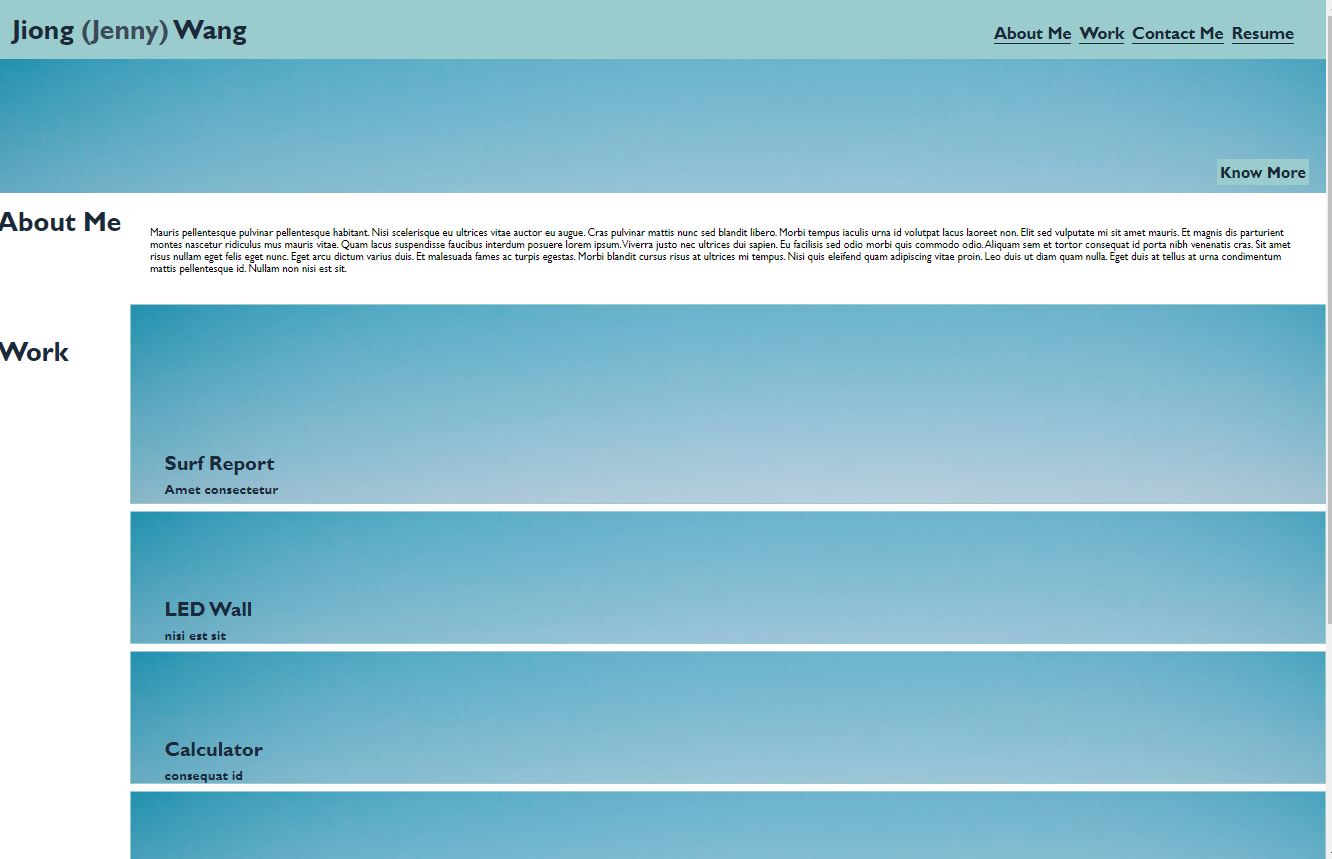 Jiong (Jenny) Wang
About Me Work Contact Me Resume
Know More
About Me
Mauris pellentesque pulvinar pellentesque habitant. Nisi scelerisque eu ultrices vitae auctor eu augue. Cras pulvinar mattis nunc sed blandit libero. Morbi tempus iaculis urna id volutpat lacus laoreet non. Elit sed vulputate mi sit amet mauris. Et magnis dis parturient
montes nascetur ridiculus mus mauris vitae. Quam lacus suspendisse faucibus interdum posuere lorem ipsum. Viverra justo nec ultrices dui sapien. Eu facilisis sed odio morbi quis commodo odio. Aliquam sem et tortor consequat id porta nibh venenatis cras. Sit amet
risus nullam eget felis eget nunc. Eget arcu dictum varius duis. Et malesuada fames ac turpis egestas. Morbi blandit cursus risus at ultrices mi tempus. Nisi quis eleifend quam adipiscing vitae proin. Leo duis ut diam quam nulla. Eget duis at tellus at urna condimentum
mattis pellentesque id. Nullam non nisi est sit.
Work
Surf Report
Amet consectetur
LED Wall
nisi est sit
Calculator
consequat id